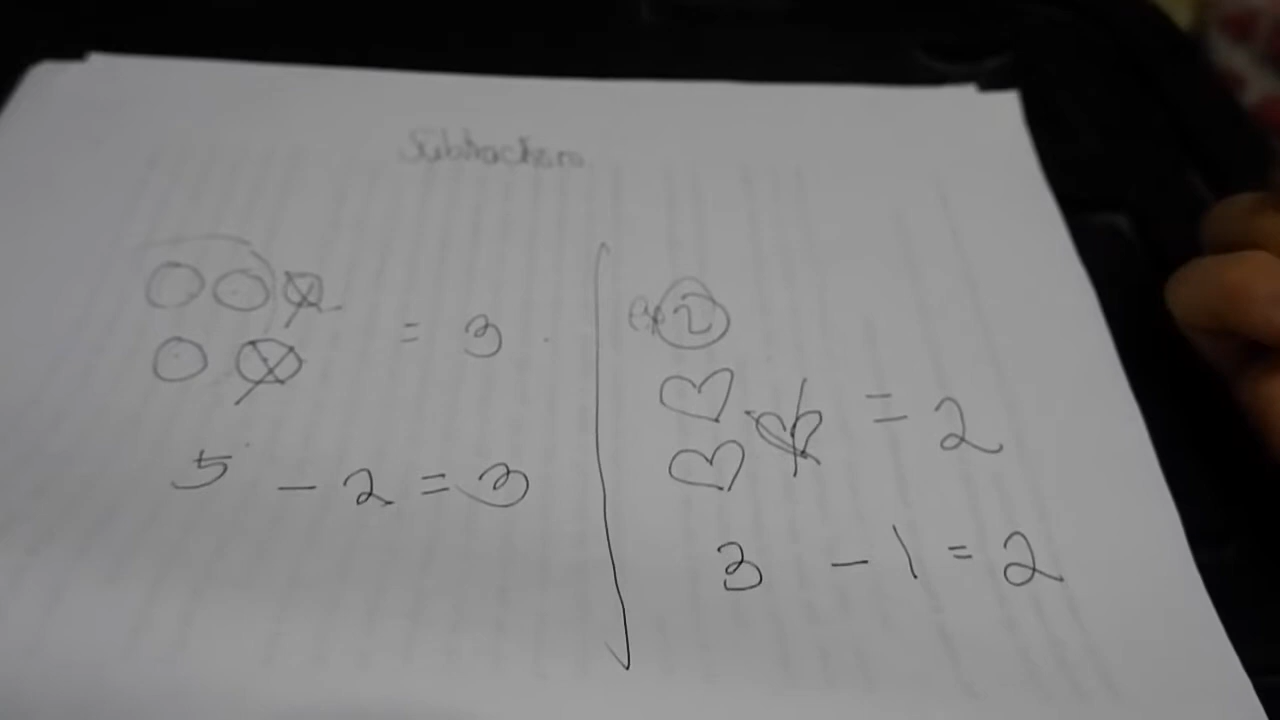 Subtraction
= 3
5 - 2 = 3
Ex 2
= 2
3 - 1 = 2